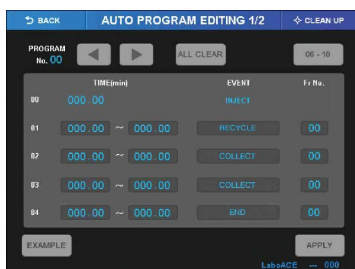 BACK AUTO PROGRAM EDITING 1/2 CLEAN UP
PROGRAM
No. 00 ALL CLEAR 06 - 10
TIME(min) EVENT Fr No.
00 000.00 INJECT
01 000.00 ~ 000.00 RECYCLE 00
02 000.00 ~ 000.00 COLLECT 00
03 000.00 ~ 000.00 COLLECT 00
04 000.00 ~ 000.00 END 00
EXAMPLE APPLY
LaboACE --- 000